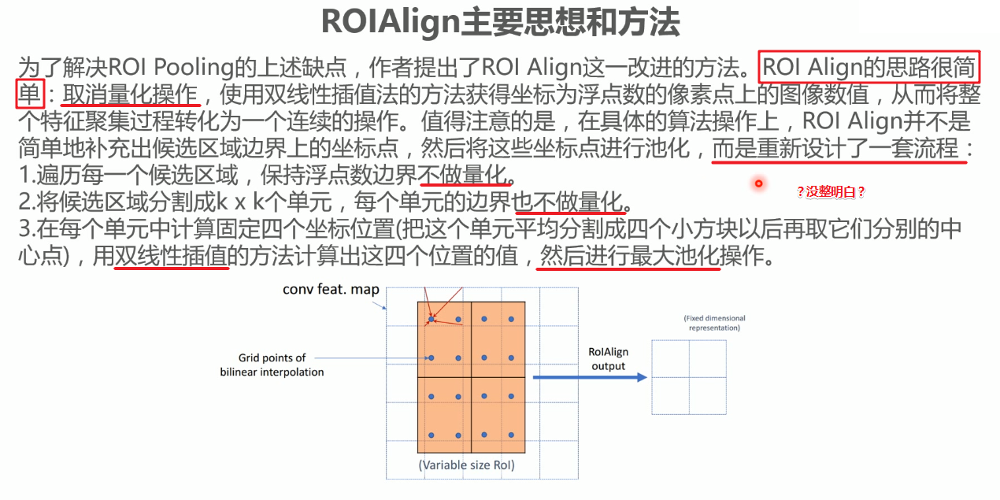 ROIAlign主要思想和方法
为了解决ROI Pooling的上述缺点，作者提出了ROI Align这一改进的方法。ROI Align的思路很简
单：取消量化操作，使用双线性插值法的方法获得坐标为浮点数的像素点上的图像数值，从而将整
个特征聚集过程转化为一个连续的操作。值得注意的是，在具体的算法操作上，ROI Align并不是
简单地补充出候选区域边界上的坐标点，然后将这些坐标点进行池化，而是重新设计了一套流程：
1.遍历每一个候选区域，保持浮点数边界不做量化。
?没整明白?
2.将候选区域分割成k x k个单元，每个单元的边界也不做量化。
3.在每个单元中计算固定四个坐标位置(把这个单元平均分割成四个小方块以后再取它们分别的中
心点)，用双线性插值的方法计算出这四个位置的值，然后进行最大池化操作。
conv feat. map
Grid points of
bilinear interpolation
(Variable size RoI)
RoIAlign
output
(Fixed dimensional
representation)